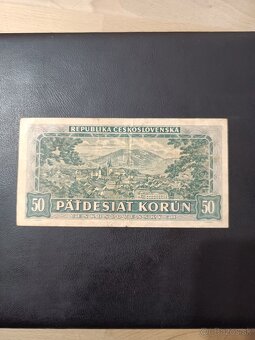 REPUBLIKA ČESKOSLOVENSKÁ
50 PÄŤDESIAT KORÚN 50